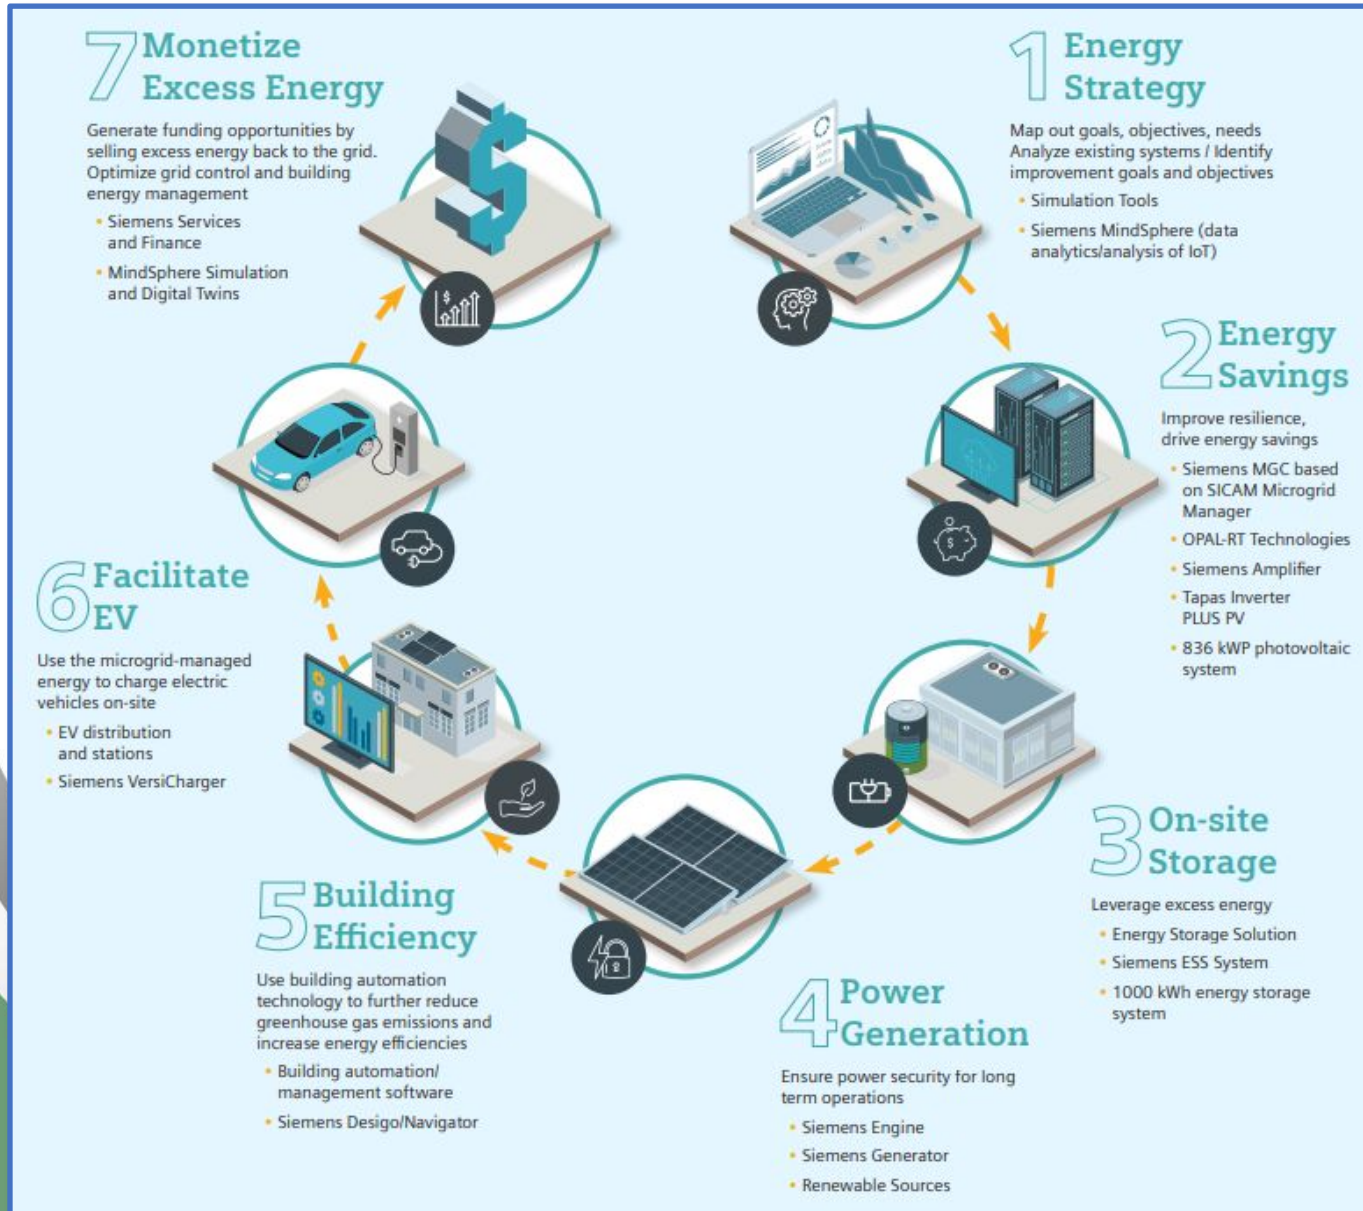 1 Energy
Strategy
Map out goals, objectives, needs
Analyze existing systems / Identify
improvement goals and objectives
• Simulation Tools
• Siemens MindSphere (data
analytics/analysis of IoT)
2 Energy
Savings
Improve resilience,
drive energy savings
• Siemens MGC based
on SICAM Microgrid
Manager
• OPAL-RT Technologies
• Siemens Amplifier
• Tapas Inverter
PLUS PV
• 836 kWP photovoltaic
system
3 On-site
Storage
Leverage excess energy
• Energy Storage Solution
• Siemens ESS System
• 1000 kWh energy storage
system
4 Power
Generation
Ensure power security for long
term operations
• Siemens Engine
• Siemens Generator
• Renewable Sources
5 Building
Efficiency
Use building automation
technology to further reduce
greenhouse gas emissions and
increase energy efficiencies
• Building automation/
management software
• Siemens Desigo/Navigator
6 Facilitate
EV
Use the microgrid-managed
energy to charge electric
vehicles on-site
• EV distribution
and stations
• Siemens VersiCharger
7 Monetize
Excess Energy
Generate funding opportunities by
selling excess energy back to the grid.
Optimize grid control and building
energy management
• Siemens Services
and Finance
• MindSphere Simulation
and Digital Twins
$
$
$